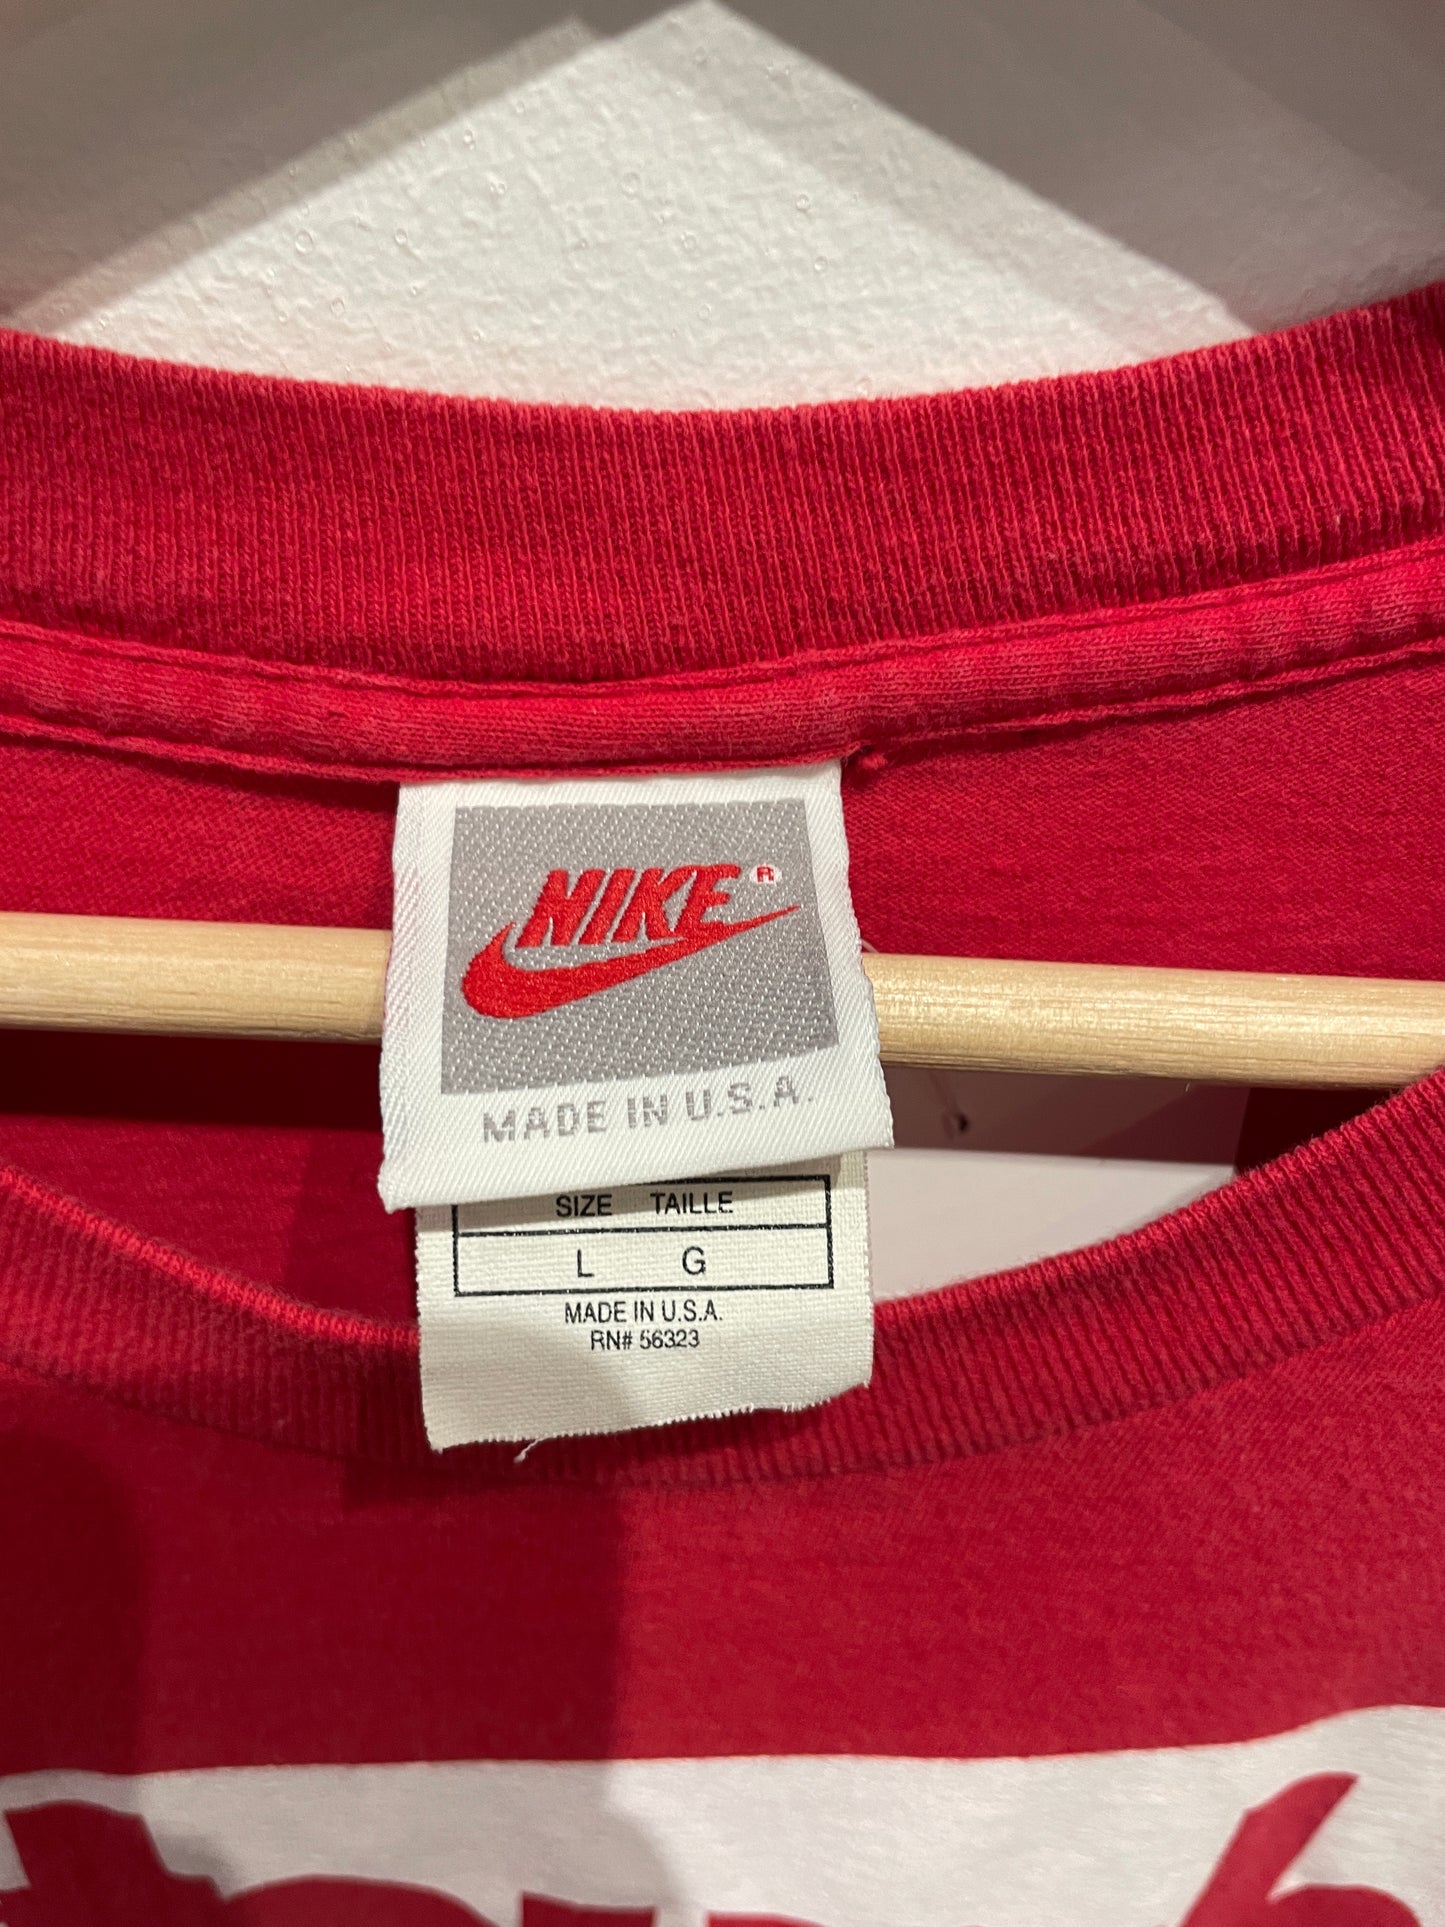 NIKE®
MADE IN U.S.A.
SIZE TAILLE
L G
MADE IN U.S.A.
RN# 56323